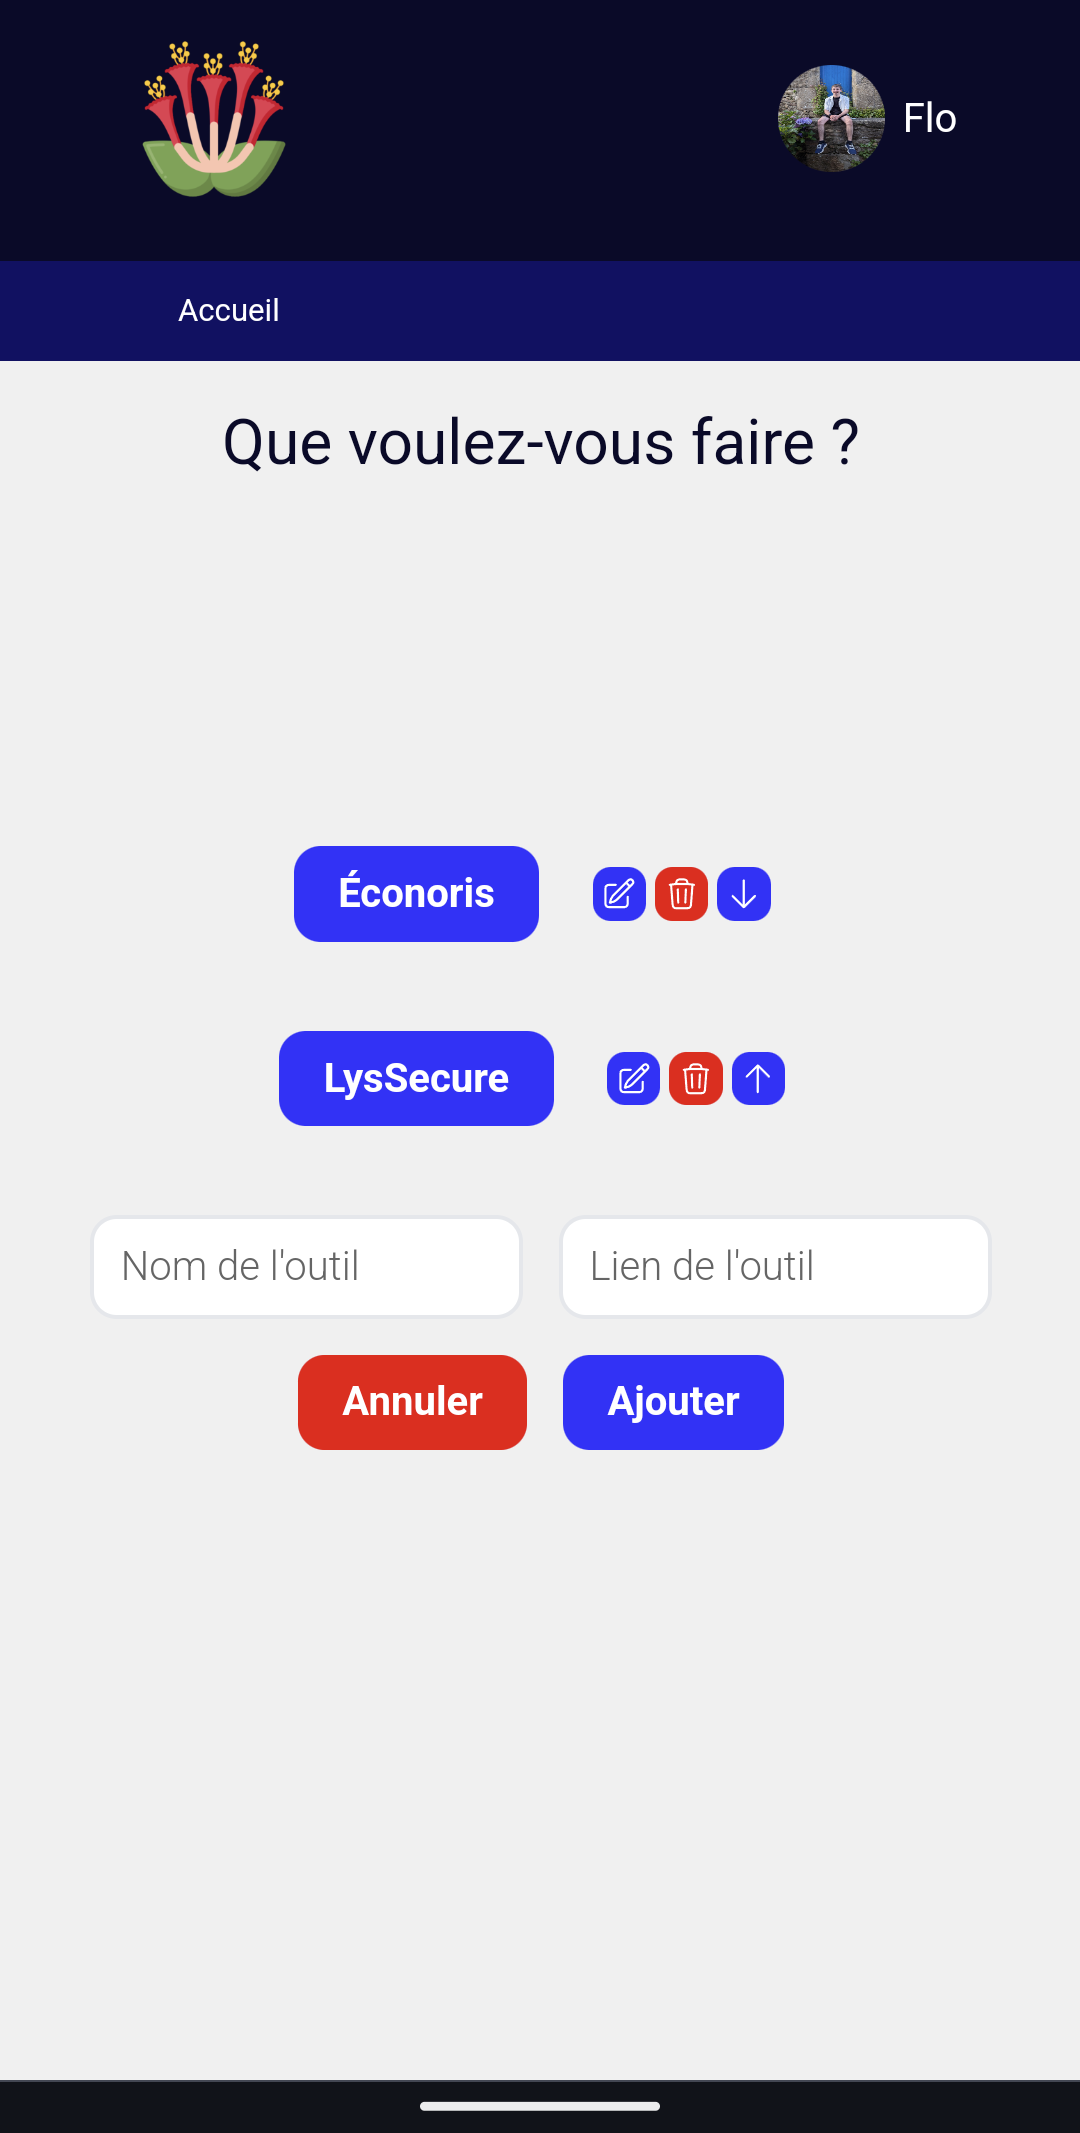 Flo
Accueil
Que voulez-vous faire ?
Éconoris
LysSecure
Nom de l'outil
Lien de l'outil
Annuler
Ajouter